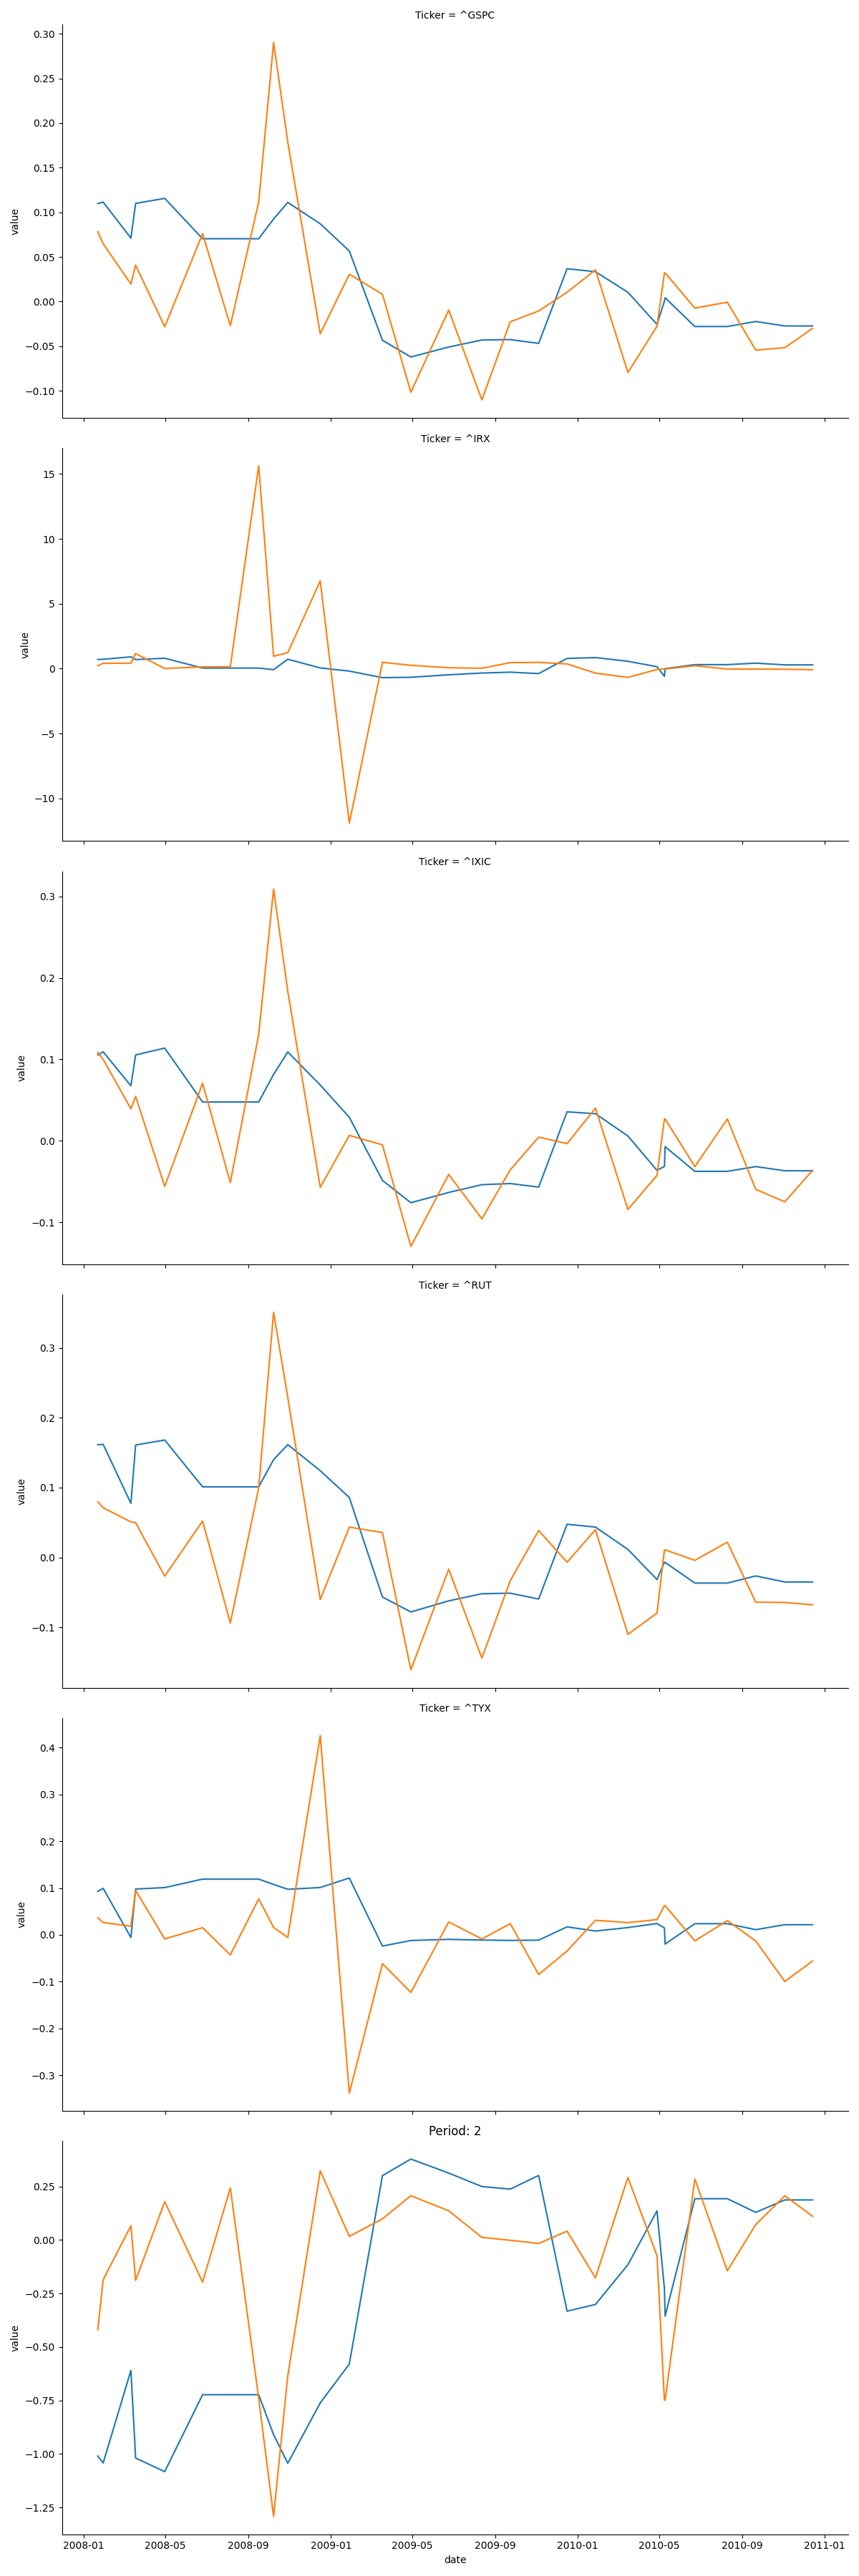 Ticker = ^GSPC
0.30
0.25
0.20
0.15
0.10
0.05
0.00
−0.05
−0.10
value
Ticker = ^IRX
15
10
5
0
−5
−10
value
Ticker = ^IXIC
0.3
0.2
0.1
0.0
−0.1
value
Ticker = ^RUT
0.3
0.2
0.1
0.0
−0.1
value
Ticker = ^TYX
0.4
0.3
0.2
0.1
0.0
−0.1
−0.2
−0.3
value
Period: 2
0.25
0.00
−0.25
−0.50
−0.75
−1.00
−1.25
value
2008-01 2008-05 2008-09 2009-01 2009-05 2009-09 2010-01 2010-05 2010-09 2011-01
date